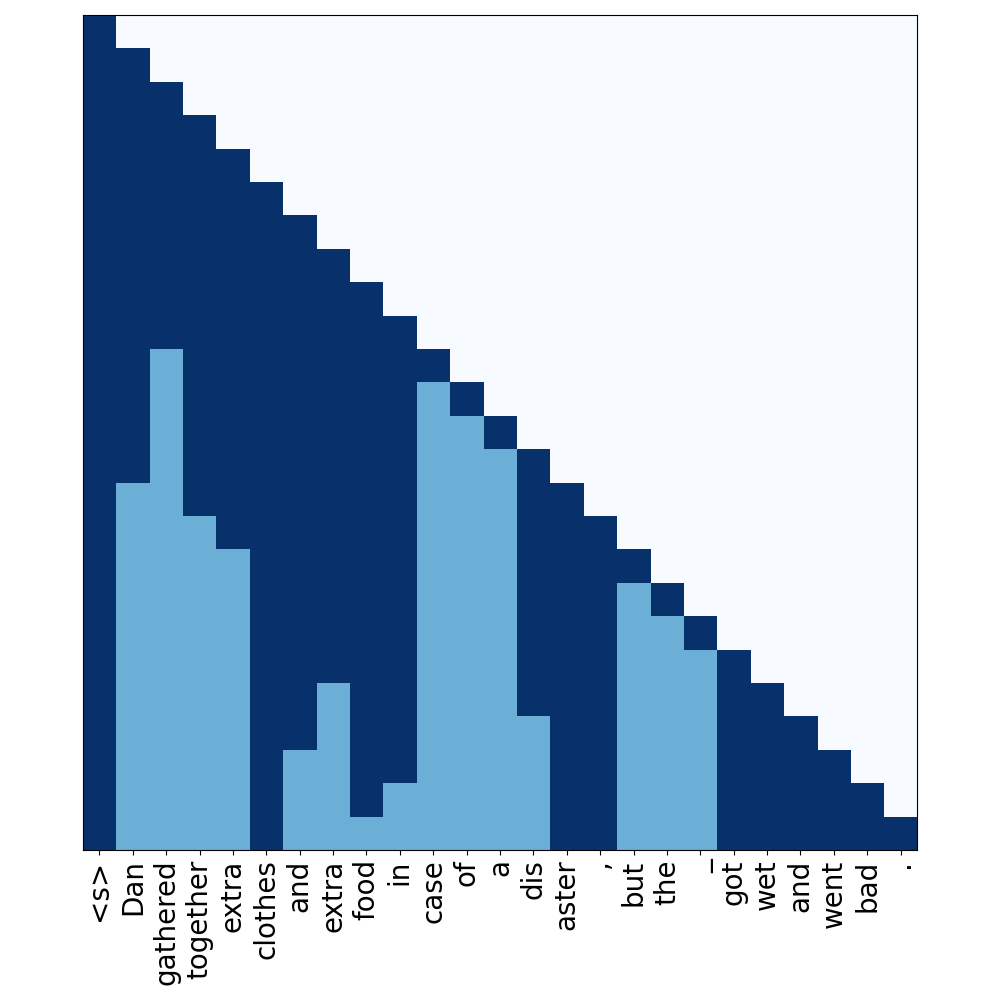 <s> Dan gathered together extra clothes and extra food in case of a dis aster , but the _ got wet and went bad .